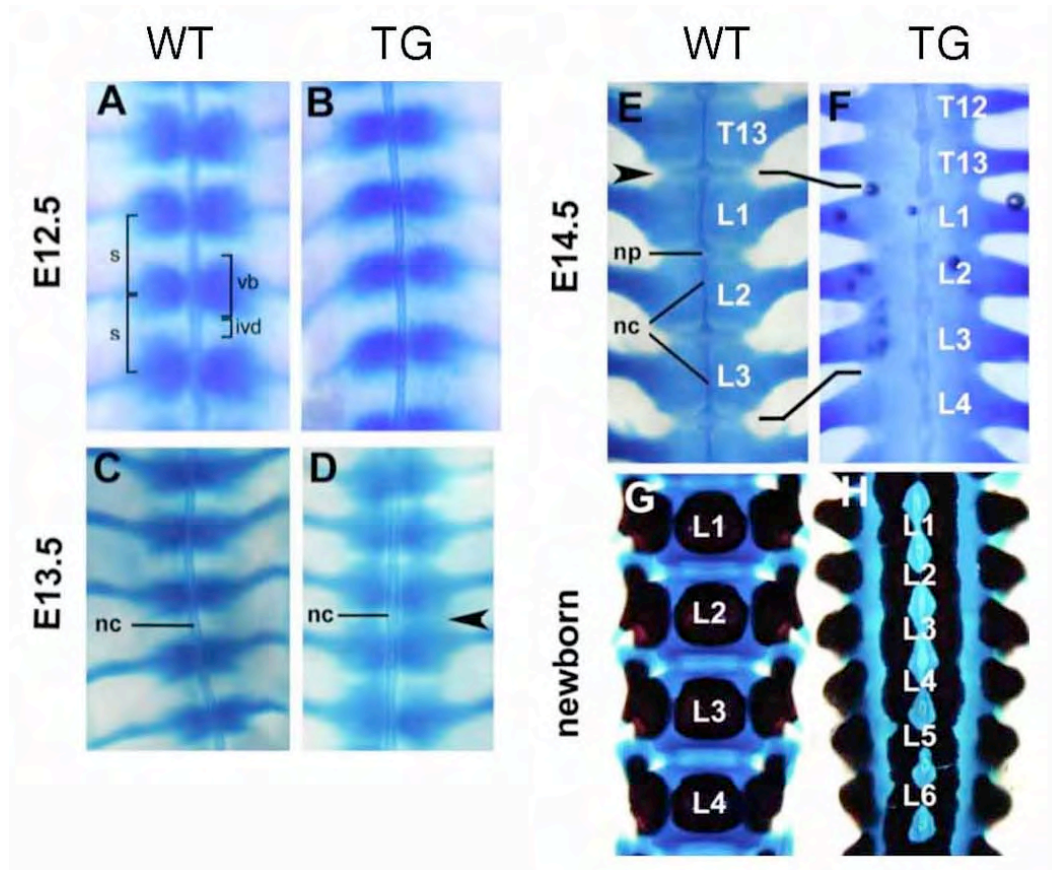 WT TG
WT TG
E12.5
A
s
s
vb
ivd
B
E13.5
C
nc
D
nc
E14.5
E
T13
L1
np
L2
nc
L3
F
T12
T13
L1
L2
L3
L4
newborn
G
L1
L2
L3
L4
H
L1
L2
L3
L4
L5
L6